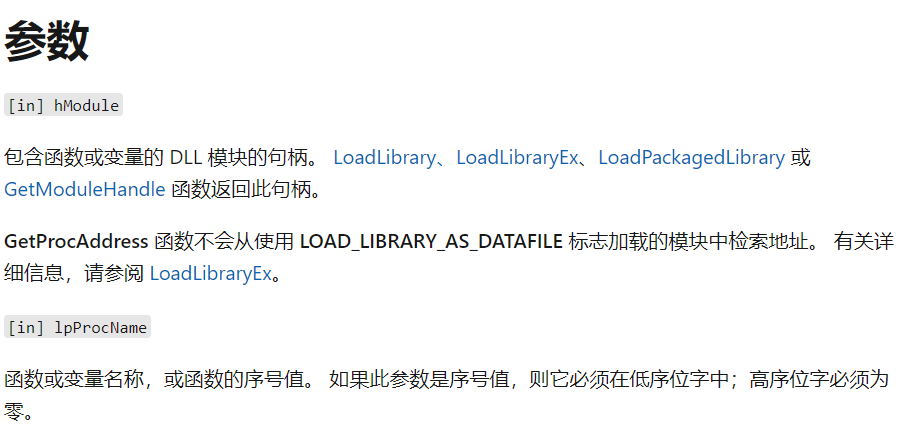 参数
[in] hModule
包含函数或变量的 DLL 模块的句柄。 LoadLibrary、LoadLibraryEx、LoadPackagedLibrary 或
GetModuleHandle 函数返回此句柄。
GetProcAddress 函数不会从使用 LOAD_LIBRARY_AS_DATAFILE 标志加载的模块中检索地址。 有关详
细信息，请参阅 LoadLibraryEx。
[in] lpProcName
函数或变量名称，或函数的序号值。 如果此参数是序号值，则它必须在低序位字中；高序位字必须为
零。